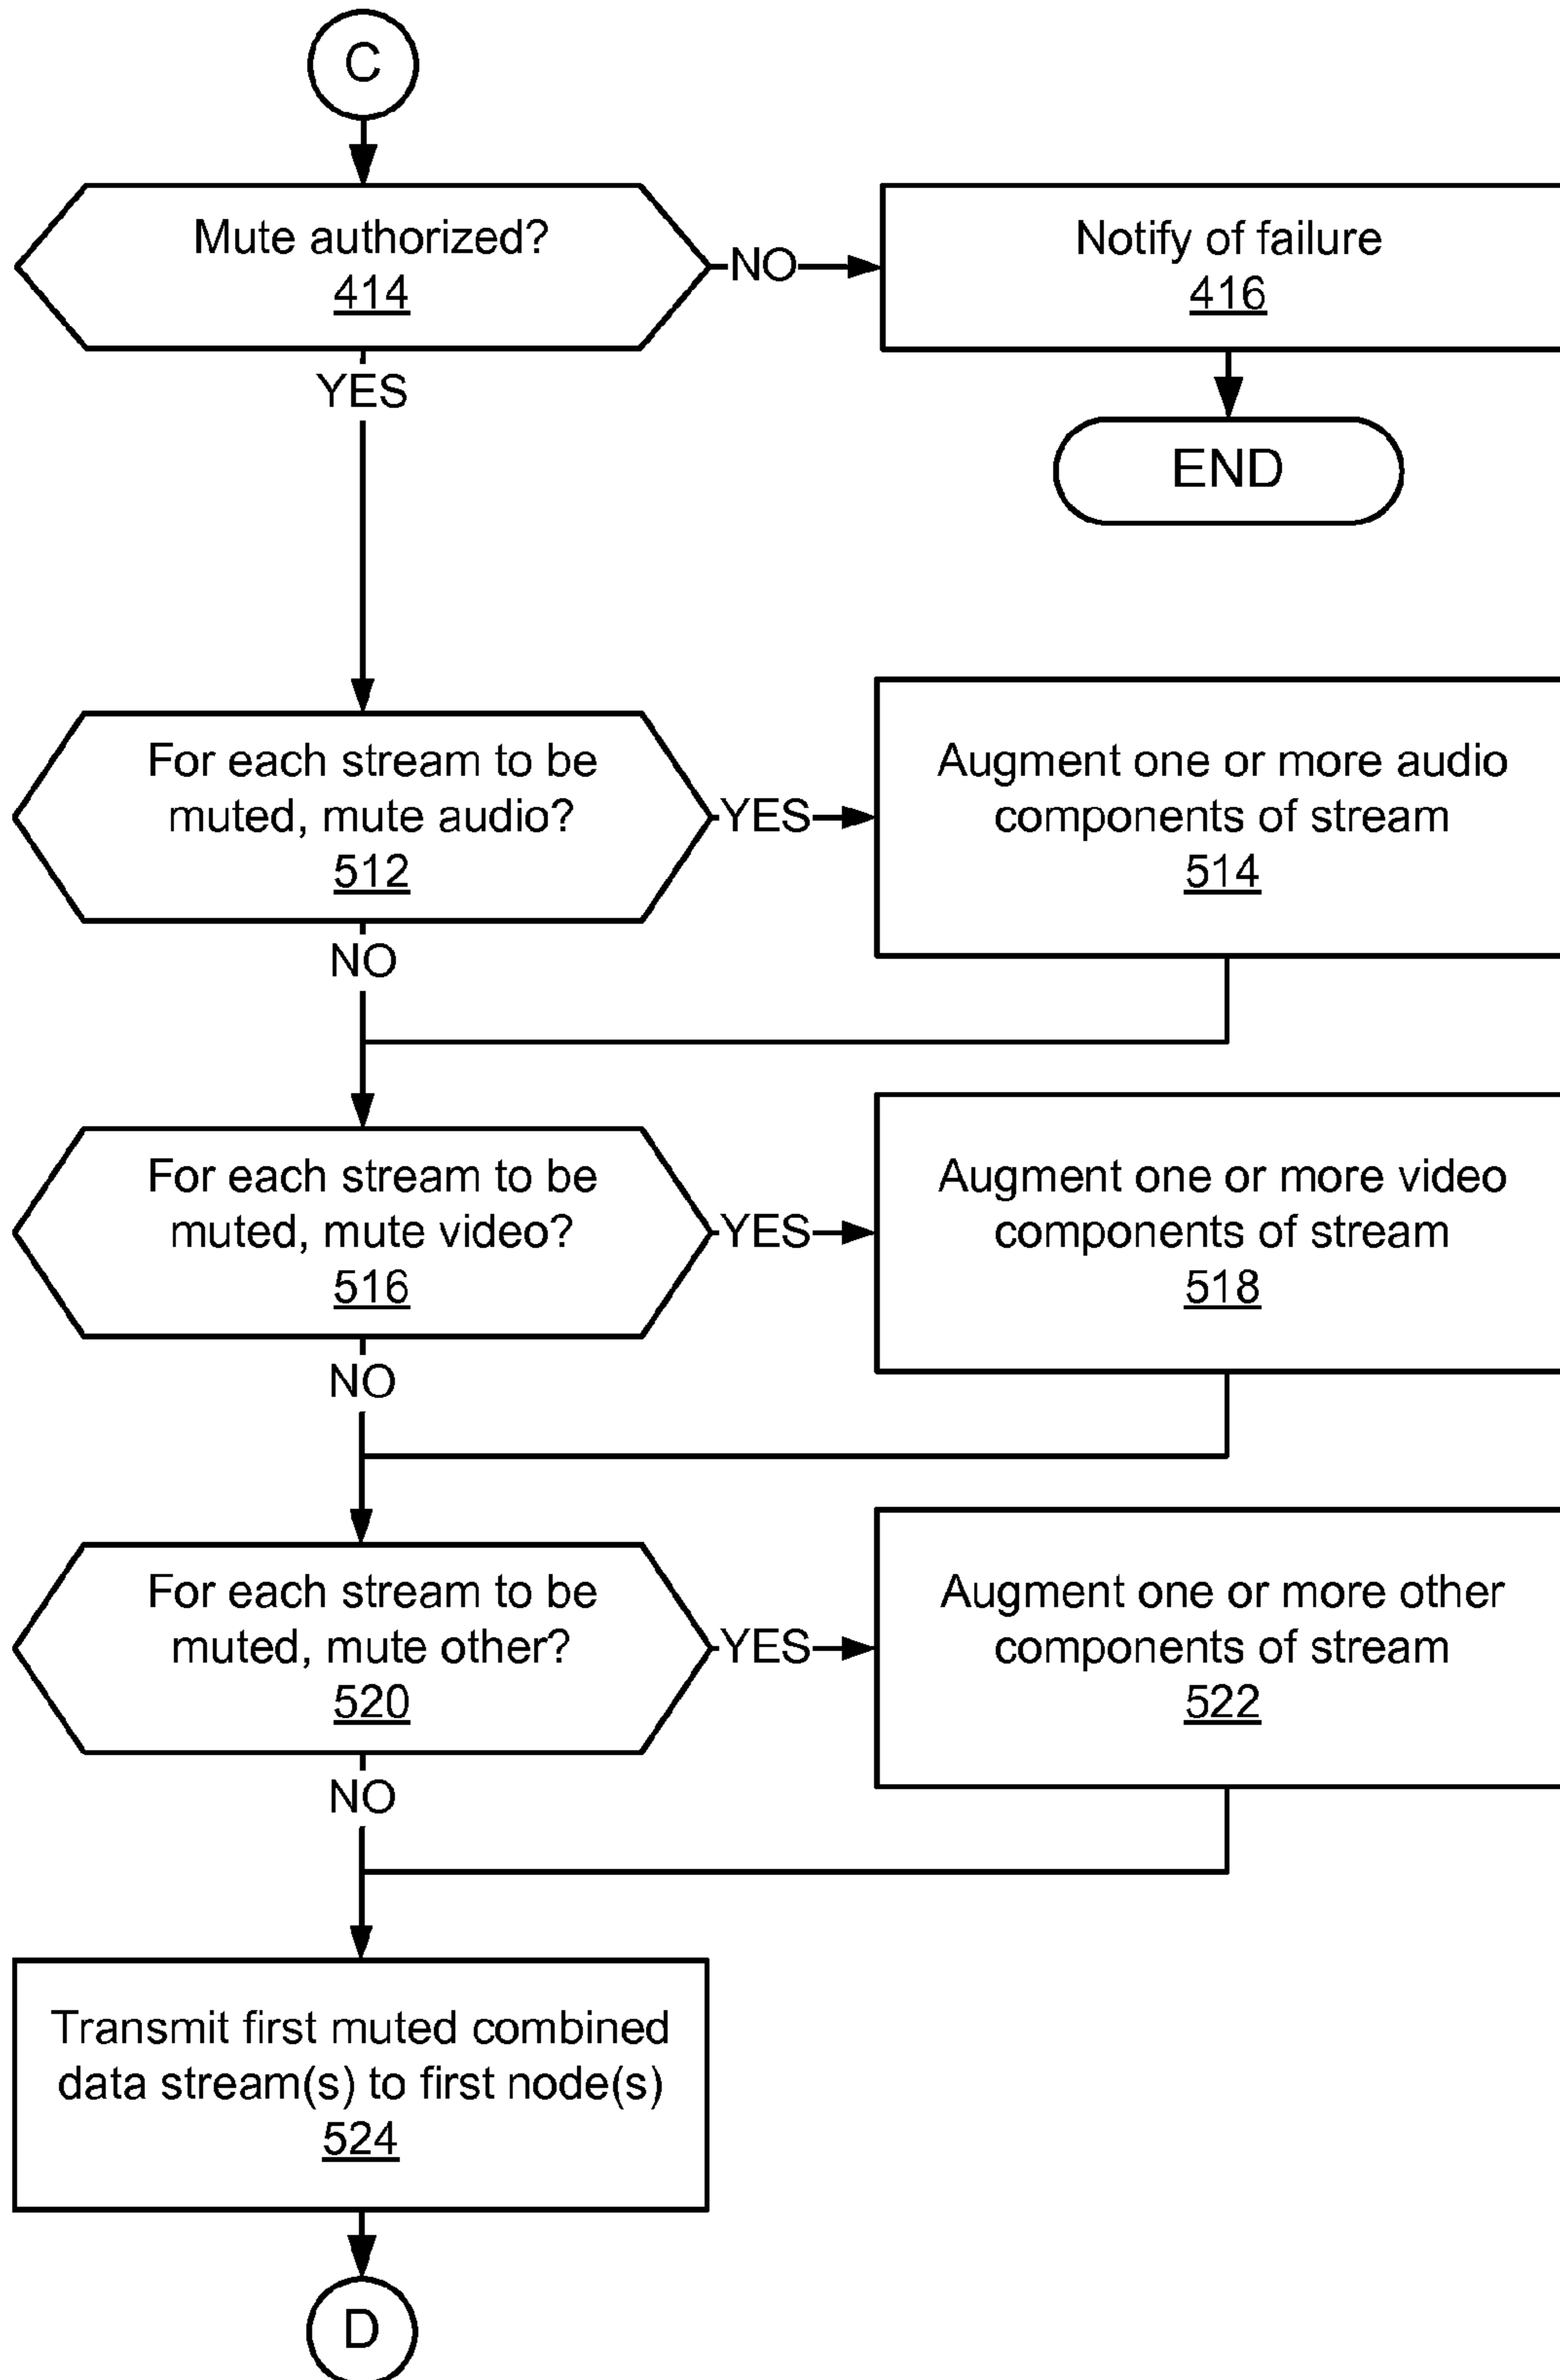 C
Mute authorized?
414
NO
Notify of failure
416
YES
END
For each stream to be
muted, mute audio?
512
YES
Augment one or more audio
components of stream
514
NO
For each stream to be
muted, mute video?
516
YES
Augment one or more video
components of stream
518
NO
For each stream to be
muted, mute other?
520
YES
Augment one or more other
components of stream
522
NO
Transmit first muted combined
data stream(s) to first node(s)
524
D